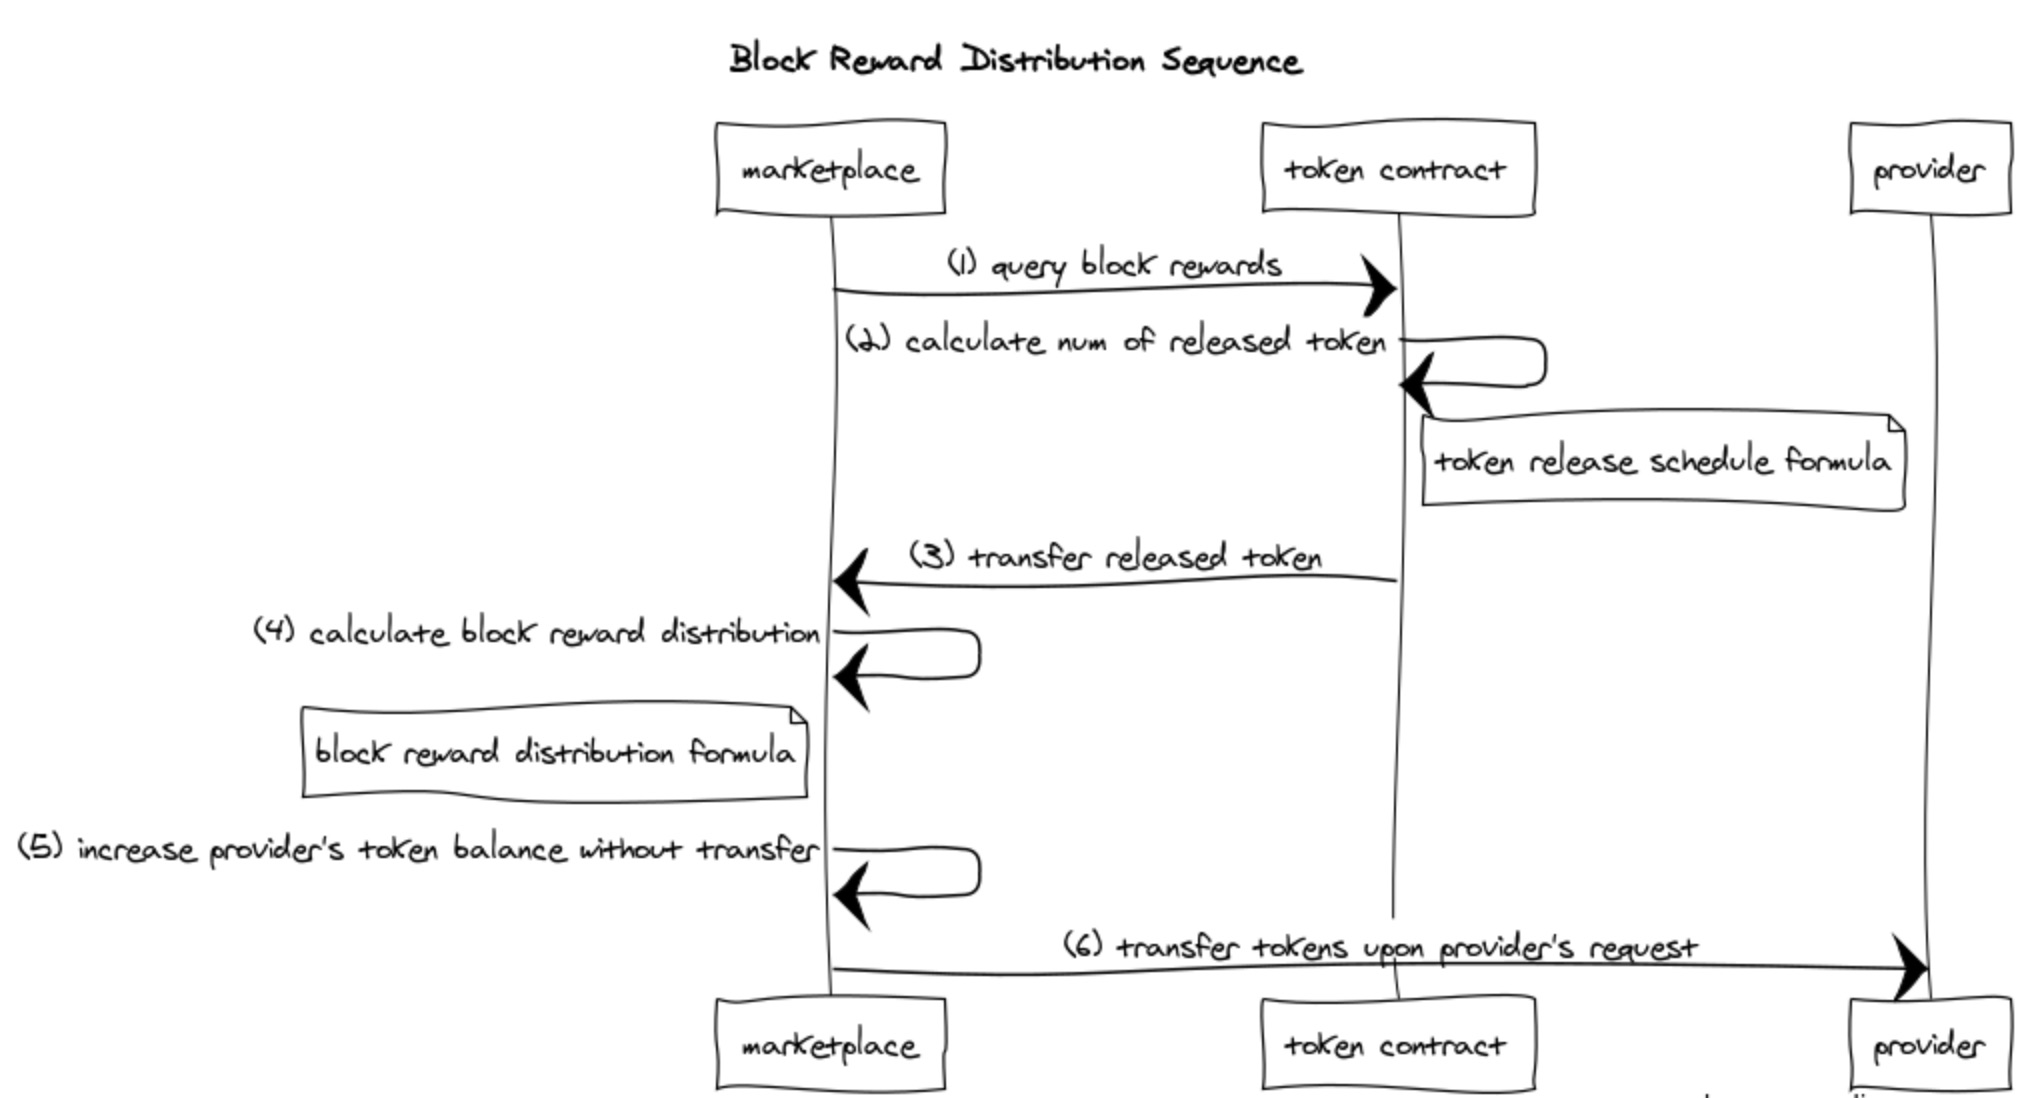 Block Reward Distribution Sequence
marketplace
token contract
provider
(1) query block rewards
(2) calculate num of released token
token release schedule formula
(3) transfer released token
(4) calculate block reward distribution
block reward distribution formula
(5) increase provider's token balance without transfer
(6) transfer tokens upon provider's request
marketplace
token contract
provider